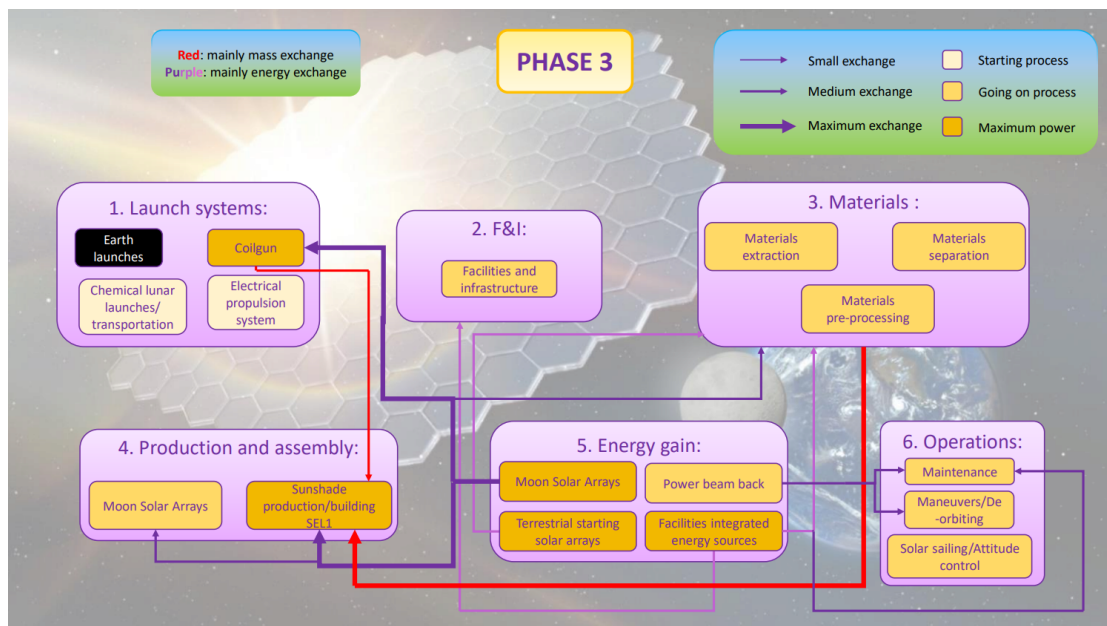 Red: mainly mass exchange
Purple: mainly energy exchange
PHASE 3
Small exchange
Medium exchange
Maximum exchange
Starting process
Going on process
Maximum power
1. Launch systems:
Earth
launches
Coilgun
Chemical lunar
launches/
transportation
Electrical
propulsion
system
2. F&I:
Facilities and
infrastructure
3. Materials :
Materials
extraction
Materials
separation
Materials
pre-processing
4. Production and assembly:
Moon Solar Arrays
Sunshade
production/building
SEL1
5. Energy gain:
Moon Solar Arrays
Power beam back
Terrestrial starting
solar arrays
Facilities integrated
energy sources
6. Operations:
Maintenance
Maneuvers/De
-orbiting
Solar sailing/Attitude
control